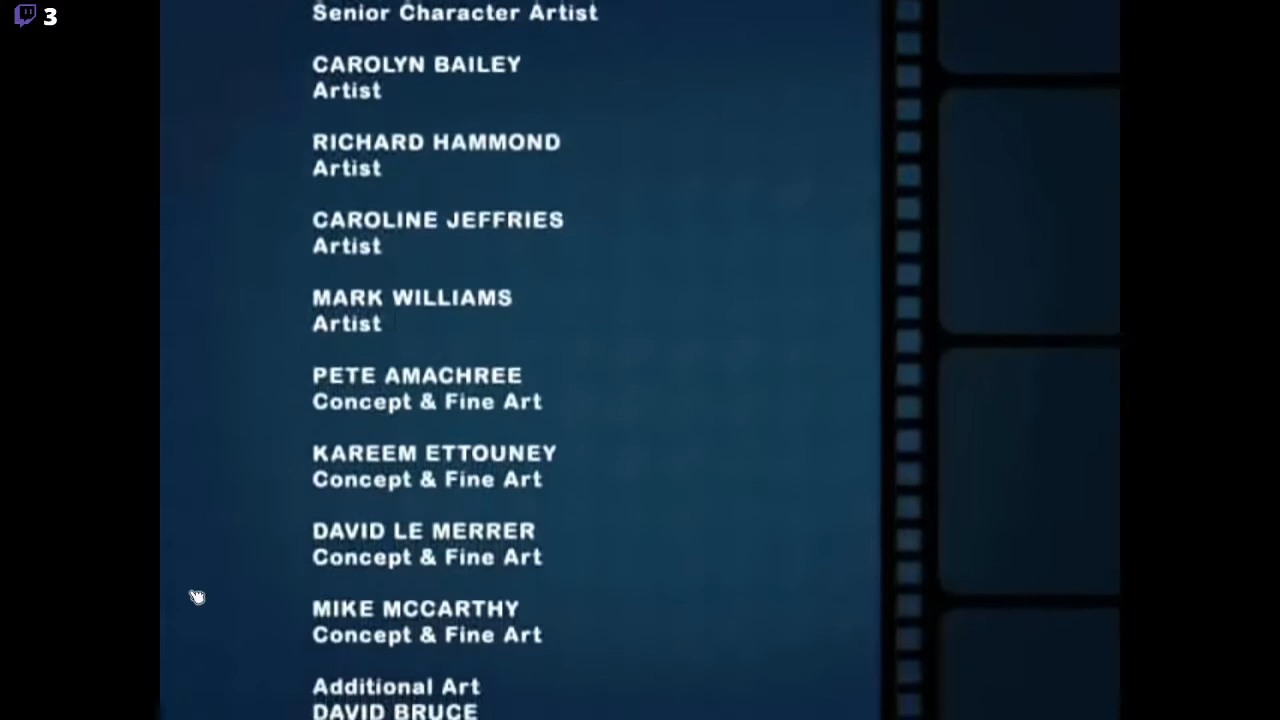 3
Senior Character Artist
CAROLYN BAILEY
Artist
RICHARD HAMMOND
Artist
CAROLINE JEFFRIES
Artist
MARK WILLIAMS
Artist
PETE AMACHREE
Concept & Fine Art
KAREEM ETTOUNEY
Concept & Fine Art
DAVID LE MERRER
Concept & Fine Art
MIKE MCCARTHY
Concept & Fine Art
Additional Art
DAVID BRUCE